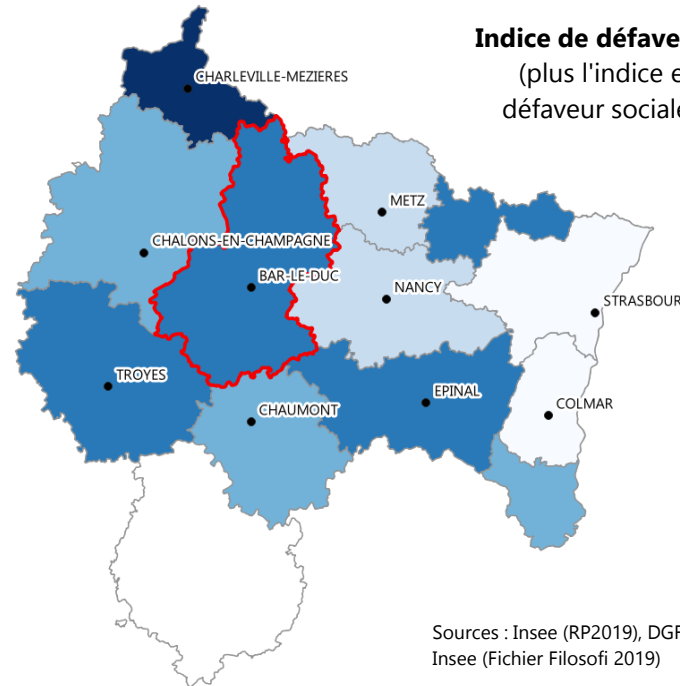 Indice de défave
(plus l'indice e
défaveur sociale
CHARLEVILLE-MEZIERES
METZ
CHALONS-EN-CHAMPAGNE
BAR-LE-DUC
NANCY
STRASBOUR
TROYES
EPINAL
CHAUMONT
COLMAR
Sources : Insee (RP2019), DGF
Insee (Fichier Filosofi 2019)